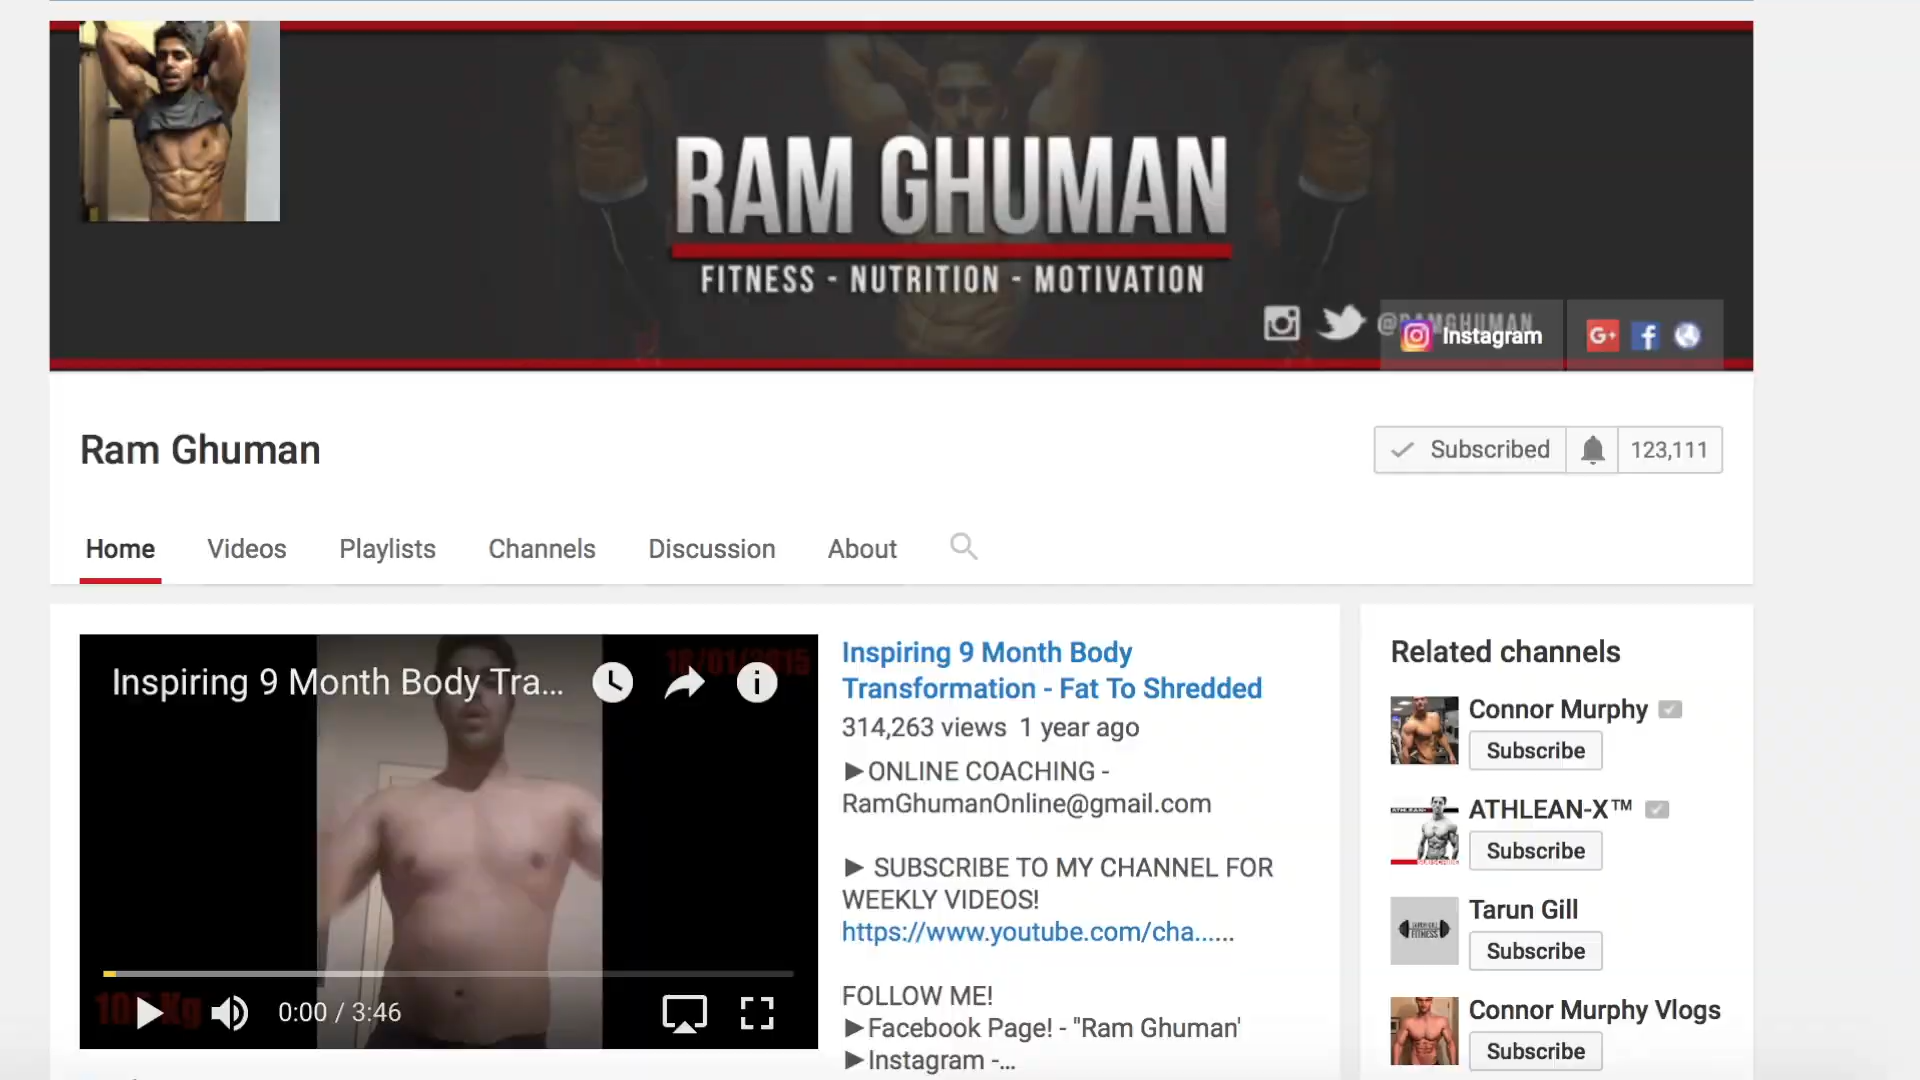 RAM GHUMAN
FITNESS - NUTRITION - MOTIVATION
@RAMGHUMAN
Instagram
G+
Ram Ghuman
Subscribed
123,111
Home
Videos
Playlists
Channels
Discussion
About
Inspiring 9 Month Body Tra...
0:00 / 3:46
Inspiring 9 Month Body
Transformation - Fat To Shredded
314,263 views 1 year ago
►ONLINE COACHING -
RamGhumanOnline@gmail.com
► SUBSCRIBE TO MY CHANNEL FOR
WEEKLY VIDEOS!
https://www.youtube.com/cha......
FOLLOW ME!
►Facebook Page! - "Ram Ghuman'
►Instagram -...
Related channels
Connor Murphy
Subscribe
ATHLEAN-X™
Subscribe
Tarun Gill
Subscribe
Connor Murphy Vlogs
Subscribe